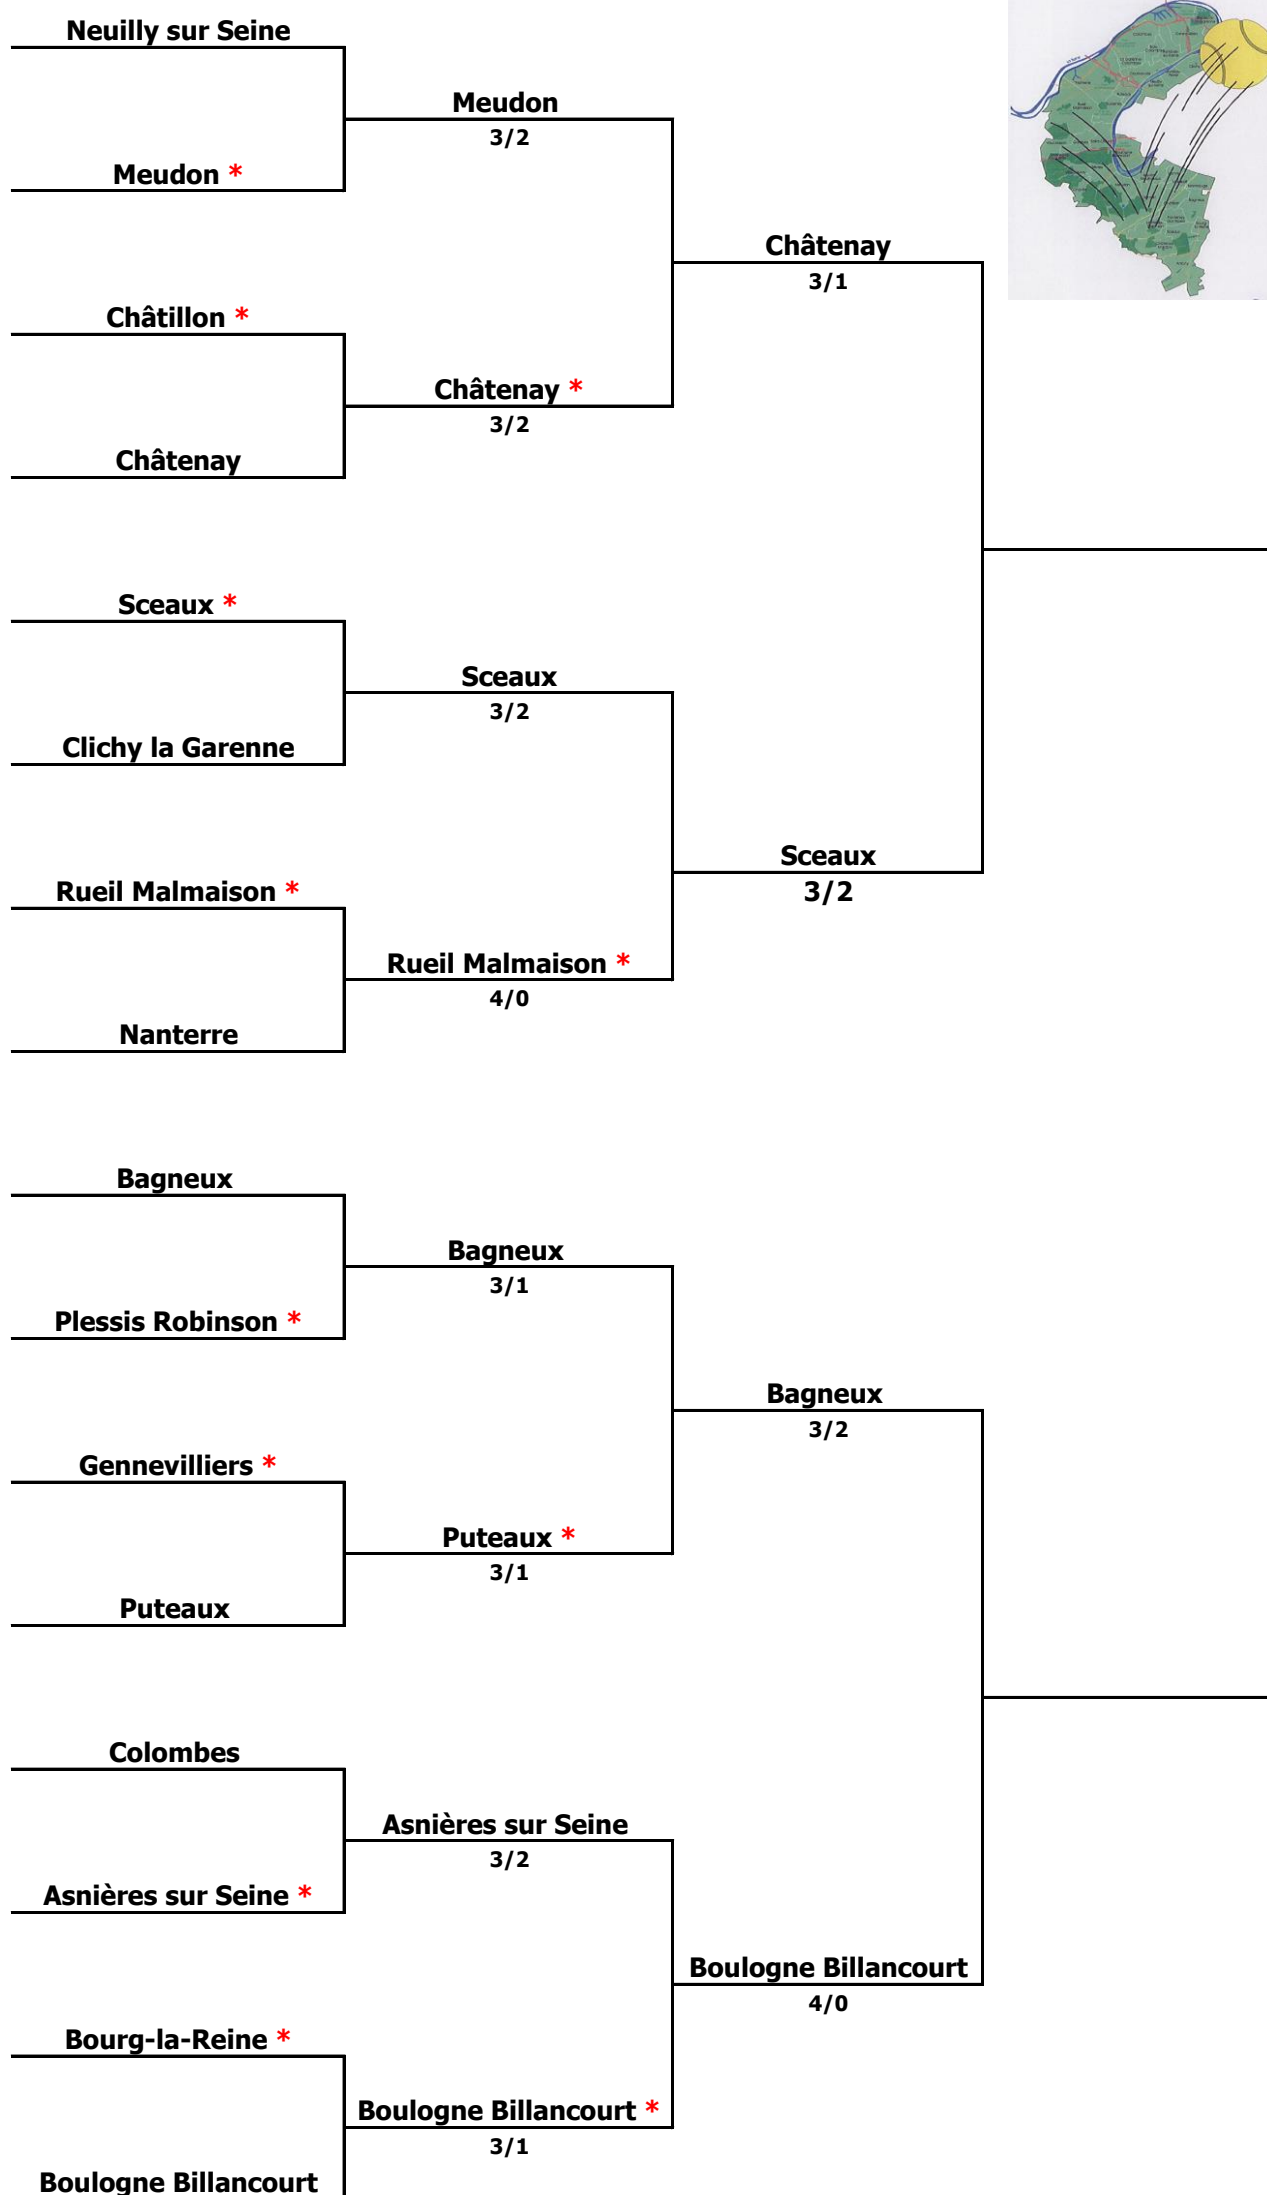 Neuilly sur Seine
Meudon
3/2
Meudon *
Châtenay
3/1
Châtillon *
Châtenay *
3/2
Châtenay
Sceaux *
Sceaux
3/2
Clichy la Garenne
Sceaux
3/2
Rueil Malmaison *
Rueil Malmaison *
4/0
Nanterre
Bagneux
Bagneux
3/1
Plessis Robinson *
Bagneux
3/2
Gennevilliers *
Puteaux *
3/1
Puteaux
Colombes
Asnières sur Seine
3/2
Asnières sur Seine *
Boulogne Billancourt
4/0
Bourg-la-Reine *
Boulogne Billancourt *
3/1
Boulogne Billancourt